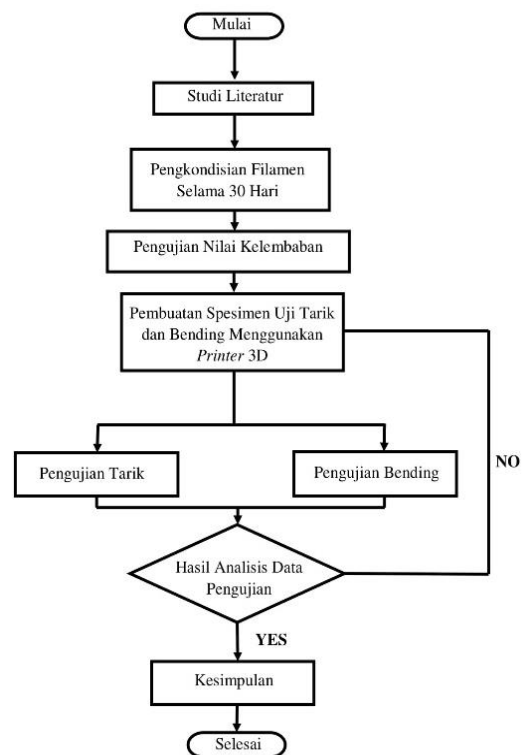 Mulai
Studi Literatur
Pengkondisian Filamen
Selama 30 Hari
Pengujian Nilai Kelembaban
Pembuatan Spesimen Uji Tarik
dan Bending Menggunakan
Printer 3D
Pengujian Tarik
Pengujian Bending
NO
Hasil Analisis Data
Pengujian
YES
Kesimpulan
Selesai